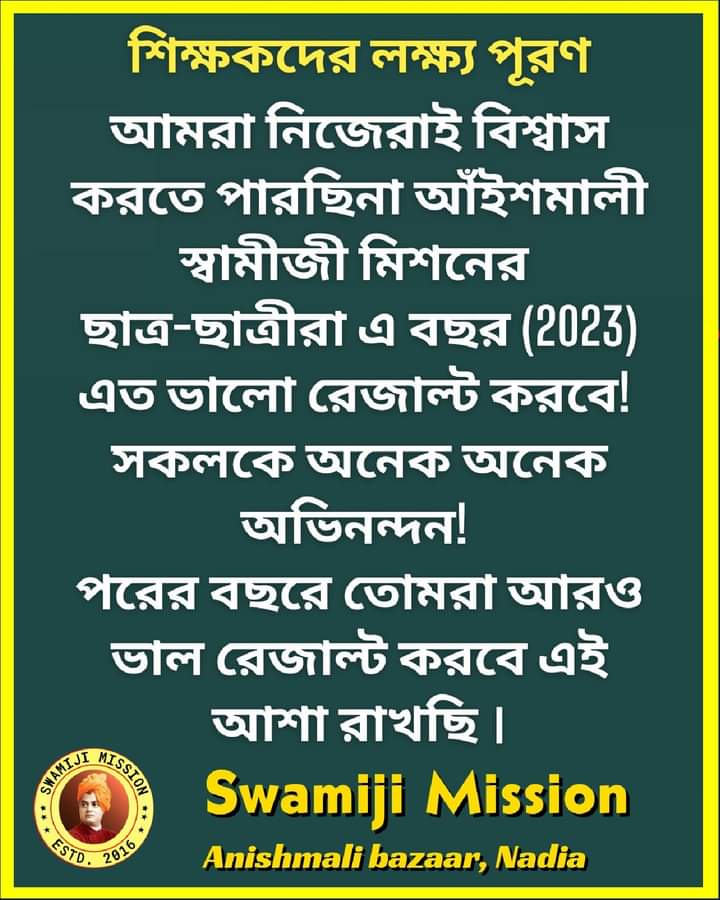 শিক্ষকদের লক্ষ্য পূরণ
আমরা নিজেরাই বিশ্বাস
করতে পারছিনা আঁইশমালী
স্বামীজী মিশনের
ছাত্র-ছাত্রীরা এ বছর (2023)
এত ভালো রেজাল্ট করবে!
সকলকে অনেক অনেক
অভিনন্দন!
পরের বছরে তোমরা আরও
ভাল রেজাল্ট করবে এই
আশা রাখছি।
SWAMIJI MISSION
ESTD. 2016
Swamiji Mission
Anishmali bazaar, Nadia